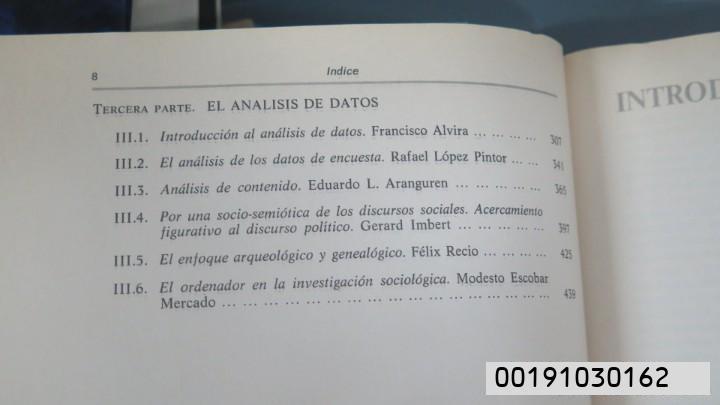 8 Indice
TERCERA PARTE. EL ANALISIS DE DATOS
III.1. Introducción al análisis de datos. Francisco Alvira ... ... ... ... 307
III.2. El análisis de los datos de encuesta. Rafael López Pintor ... ... 341
III.3. Análisis de contenido. Eduardo L. Aranguren ... ... ... ... ... 365
III.4. Por una socio-semiótica de los discursos sociales. Acercamiento
figurativo al discurso político. Gerard Imbert ... ... ... ... ... 397
III.5. El enfoque arqueológico y genealógico. Félix Recio ... ... ... ... 425
III.6. El ordenador en la investigación sociológica. Modesto Escobar
Mercado ... ... ... ... ... ... ... ... ... ... ... ... ... ... ... ... ... 439
INTROD
00191030162